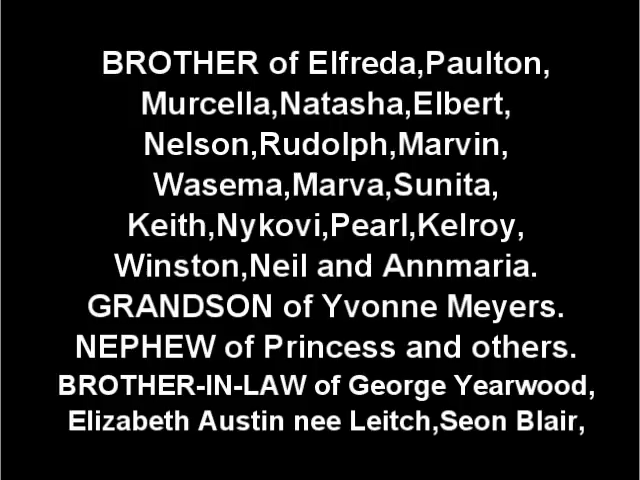 BROTHER of Elfreda,Paulton,
Murcella,Natasha,Elbert,
Nelson,Rudolph,Marvin,
Wasema,Marva,Sunita,
Keith,Nykovi,Pearl,Kelroy,
Winston,Neil and Annmaria.
GRANDSON of Yvonne Meyers.
NEPHEW of Princess and others.
BROTHER-IN-LAW of George Yearwood,
Elizabeth Austin nee Leitch,Seon Blair,